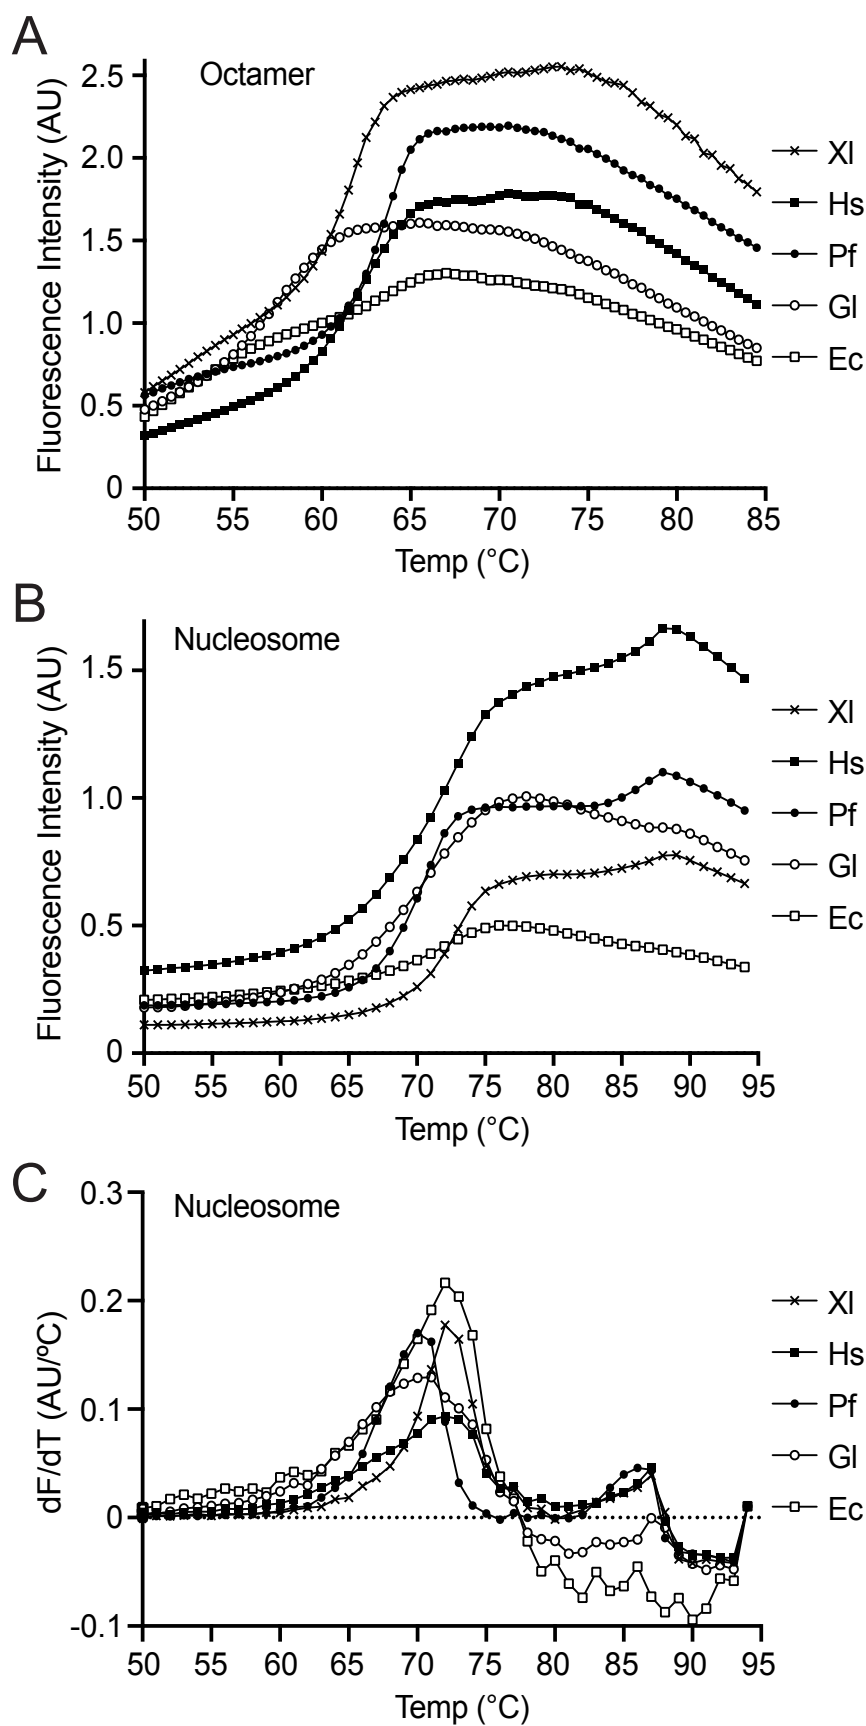 A
Octamer
Fluorescence Intensity (AU)
2.5
2.0
1.5
1.0
0.5
0
50 55 60 65 70 75 80 85
Temp (°C)
Xl
Hs
Pf
Gl
Ec
B
Nucleosome
Fluorescence Intensity (AU)
1.5
1.0
0.5
0
50 55 60 65 70 75 80 85 90 95
Temp (°C)
Xl
Hs
Pf
Gl
Ec
C
Nucleosome
dF/dT (AU/ºC)
0.3
0.2
0.1
0
-0.1
50 55 60 65 70 75 80 85 90 95
Temp (°C)
Xl
Hs
Pf
Gl
Ec